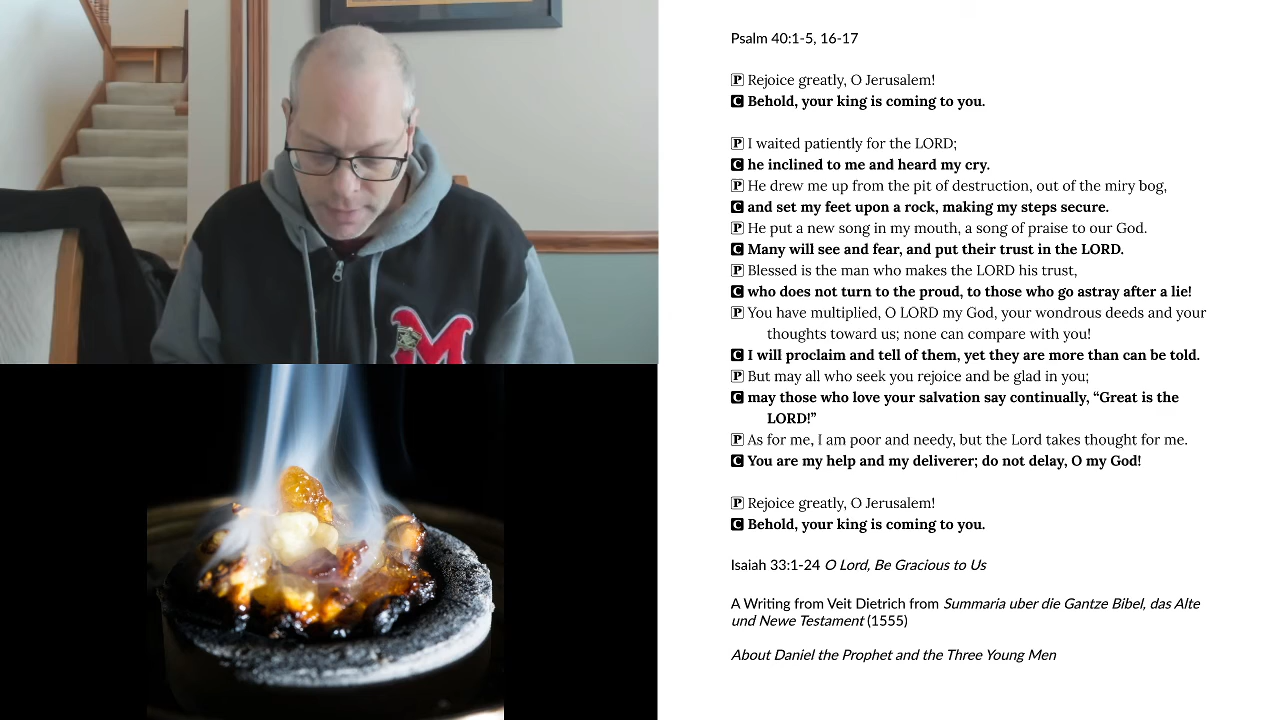 Psalm 40:1-5, 16-17
P Rejoice greatly, O Jerusalem!
C Behold, your king is coming to you.
P I waited patiently for the LORD;
C he inclined to me and heard my cry.
P He drew me up from the pit of destruction, out of the miry bog,
C and set my feet upon a rock, making my steps secure.
P He put a new song in my mouth, a song of praise to our God.
C Many will see and fear, and put their trust in the LORD.
P Blessed is the man who makes the LORD his trust,
C who does not turn to the proud, to those who go astray after a lie!
P You have multiplied, O LORD my God, your wondrous deeds and your
thoughts toward us; none can compare with you!
C I will proclaim and tell of them, yet they are more than can be told.
P But may all who seek you rejoice and be glad in you;
C may those who love your salvation say continually, “Great is the
LORD!”
P As for me, I am poor and needy, but the Lord takes thought for me.
C You are my help and my deliverer; do not delay, O my God!
P Rejoice greatly, O Jerusalem!
C Behold, your king is coming to you.
Isaiah 33:1-24 O Lord, Be Gracious to Us
A Writing from Veit Dietrich from Summaria uber die Gantze Bibel, das Alte
und Newe Testament (1555)
About Daniel the Prophet and the Three Young Men
M